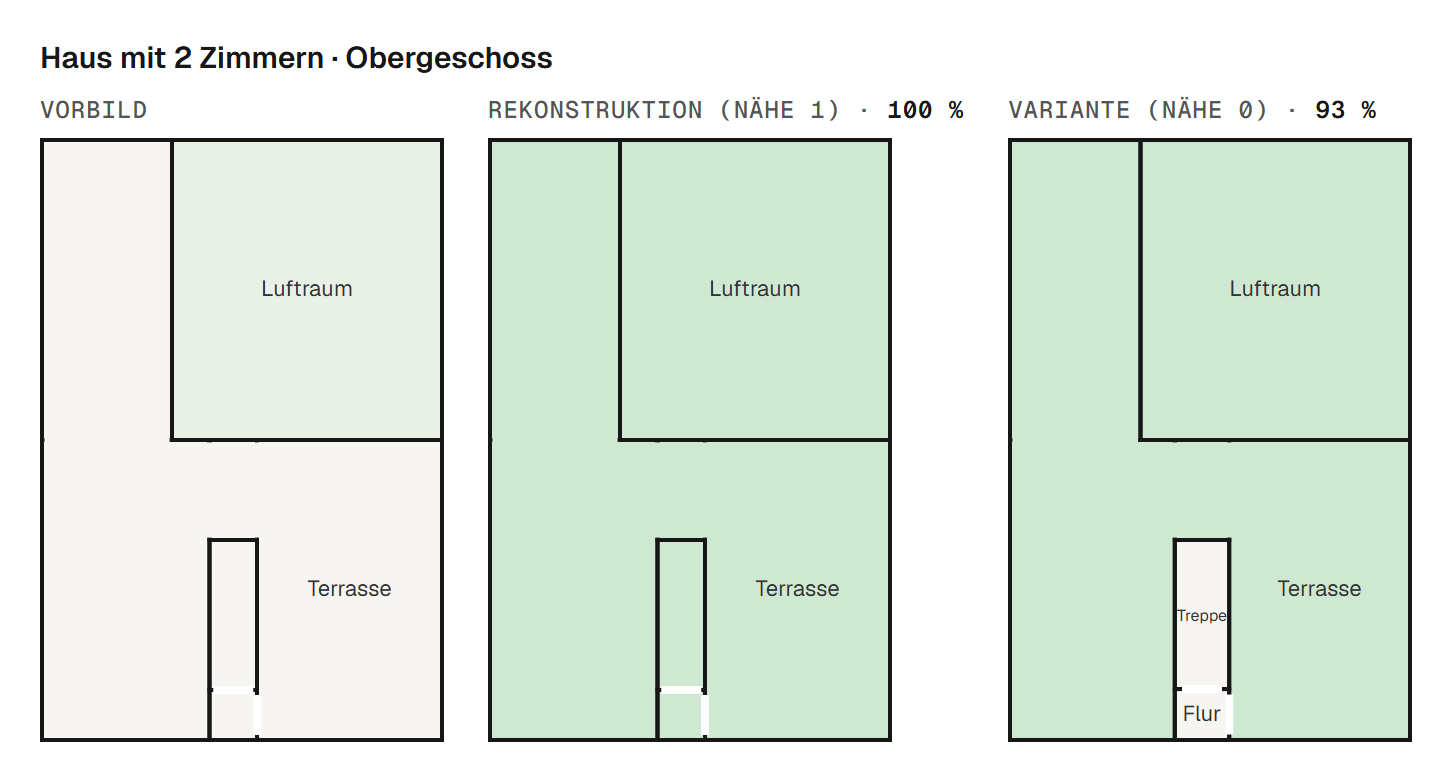 Haus mit 2 Zimmern · Obergeschoss
VORBILD
REKONSTRUKTION (NÄHE 1) · 100 %
VARIANTE (NÄHE 0) · 93 %
Luftraum
Luftraum
Luftraum
Terrasse
Terrasse
Terrasse
Treppe
Flur